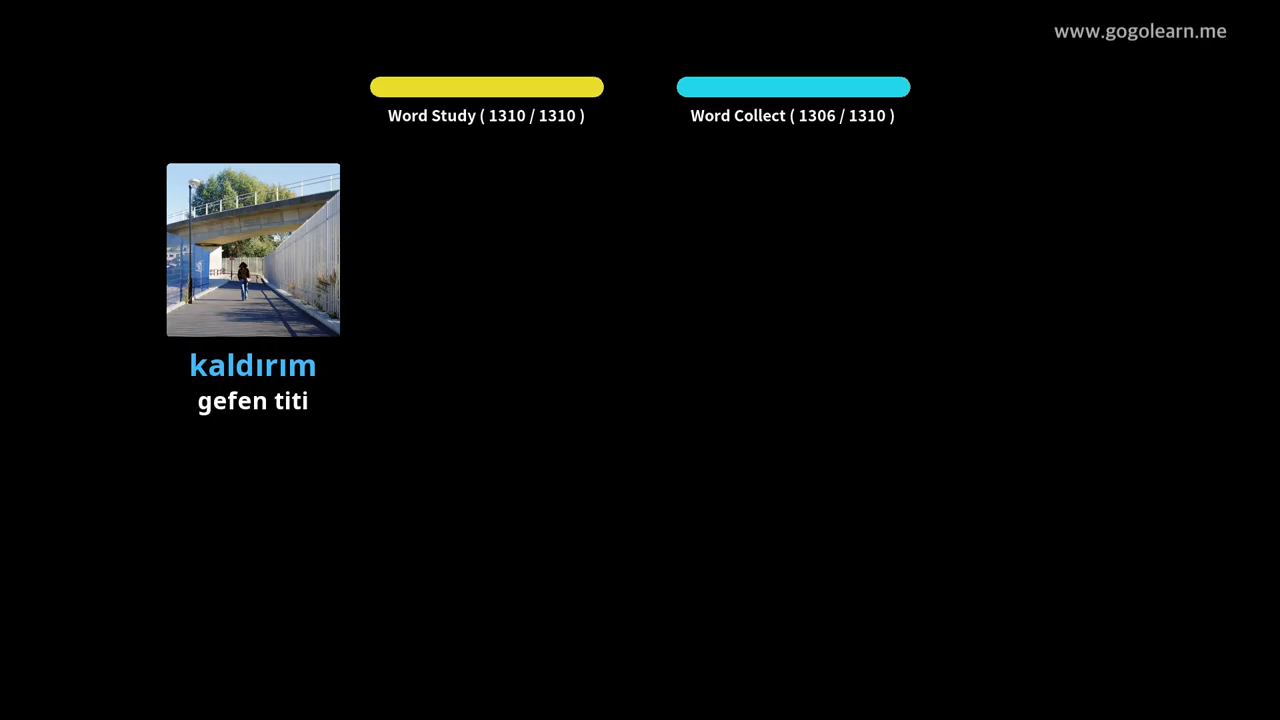 www.gogolearn.me
Word Study ( 1310 / 1310 )
Word Collect ( 1306 / 1310 )
kaldırım
gefen titi